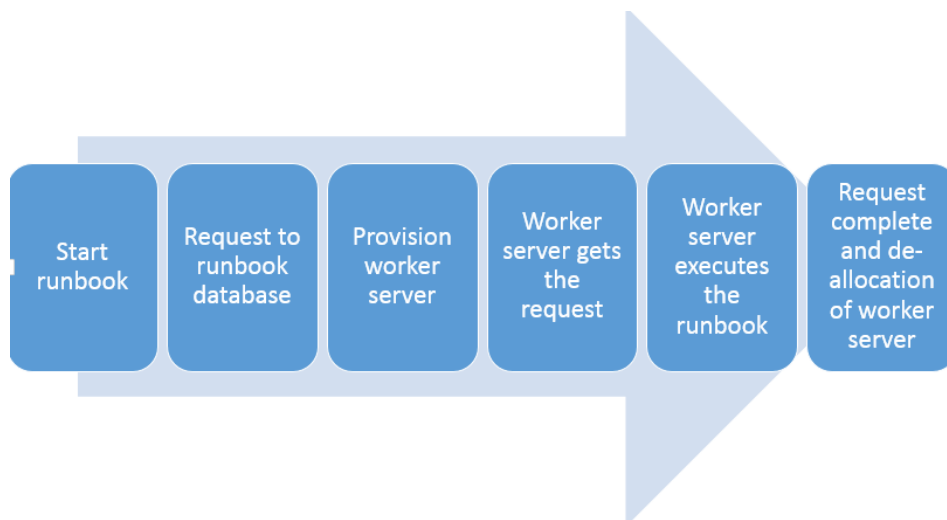 Start
runbook
Request to
runbook
database
Provision
worker
server
Worker
server gets
the
request
Worker
server
executes
the
runbook
Request
complete
and de-
allocation
of worker
server